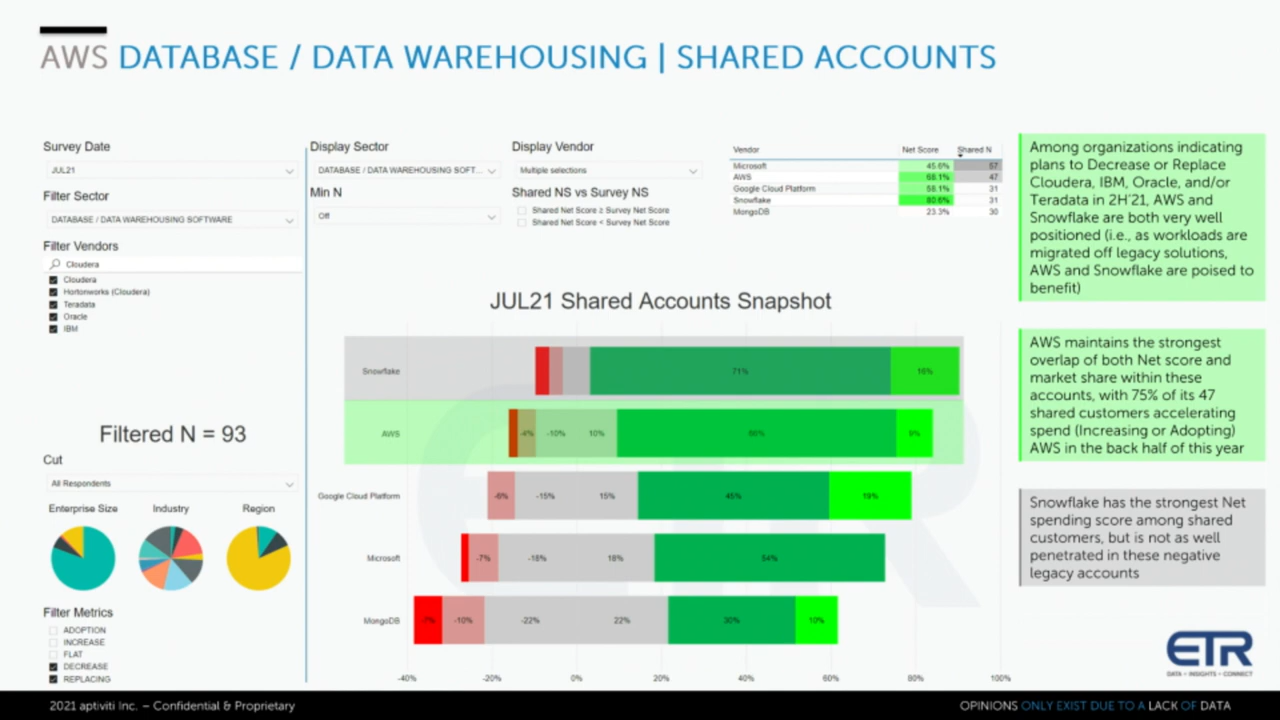 AWS DATABASE / DATA WAREHOUSING | SHARED ACCOUNTS
Survey Date
JUL21
Filter Sector
DATABASE / DATA WAREHOUSING SOFTWARE
Filter Vendors
Cloudera
Cloudera
Hortonworks (Cloudera)
Teradata
Oracle
IBM
Filtered N = 93
Cut
All Respondents
Enterprise Size Industry Region
Filter Metrics
ADOPTION
INCREASE
FLAT
DECREASE
REPLACING
Display Sector
DATABASE / DATA WAREHOUSING SOFT...
Min N
Off
Display Vendor
Multiple selections
Shared NS vs Survey NS
Shared Net Score ≥ Survey Net Score
Shared Net Score < Survey Net Score
Vendor Net Score Shared N
Microsoft 45.6% 57
AWS 68.1% 47
Google Cloud Platform 58.1% 31
Snowflake 80.6% 31
MongoDB 23.3% 30
JUL21 Shared Accounts Snapshot
Snowflake 71% 16%
AWS -4% -10% 10% 66% 9%
Google Cloud Platform -6% -15% 15% 45% 19%
Microsoft -7% -18% 18% 54%
MongoDB -7% -10% -22% 22% 30% 10%
-40% -20% 0% 20% 40% 60% 80% 100%
Among organizations indicating
plans to Decrease or Replace
Cloudera, IBM, Oracle, and/or
Teradata in 2H'21, AWS and
Snowflake are both very well
positioned (i.e., as workloads are
migrated off legacy solutions,
AWS and Snowflake are poised to
benefit)
AWS maintains the strongest
overlap of both Net score and
market share within these
accounts, with 75% of its 47
shared customers accelerating
spend (Increasing or Adopting)
AWS in the back half of this year
Snowflake has the strongest Net
spending score among shared
customers, but is not as well
penetrated in these negative
legacy accounts
ETR
DATA – INSIGHTS – CONNECT
2021 aptiviti Inc. – Confidential & Proprietary
OPINIONS ONLY EXIST DUE TO A LACK OF DATA